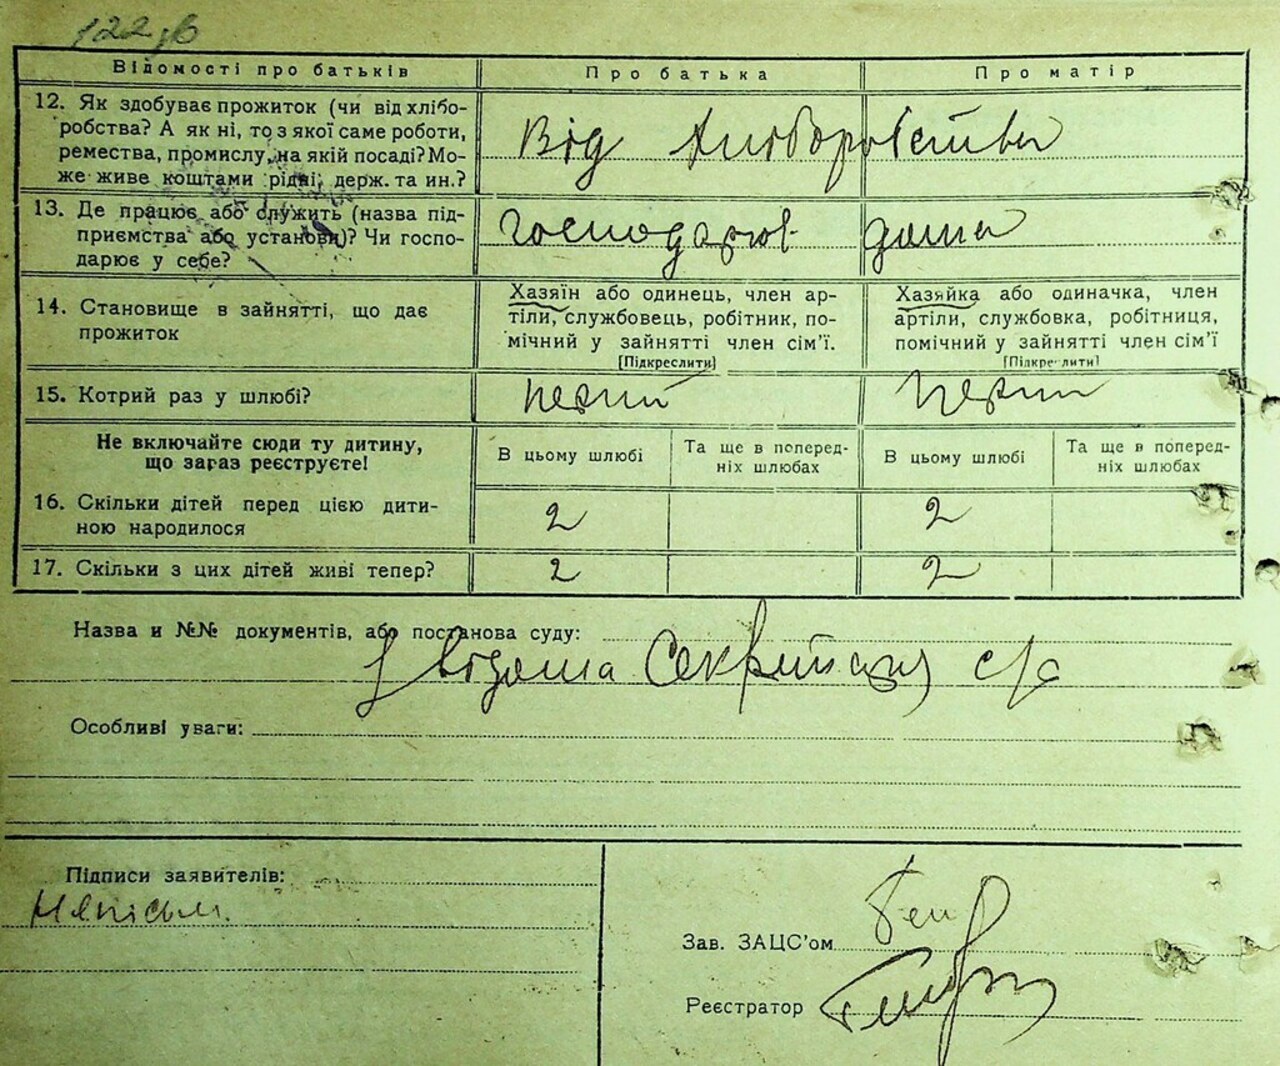 122 зв
Відомості про батьків
Про батька
Про матір
12. Як здобуває прожиток (чи від хлібо-
робства? А як ні, то з якої саме роботи,
ремества, промислу, на якій посаді? Мо-
же живе коштами рідні, держ. та ин.?
Від хліборобства
13. Де працює або служить (назва під-
приємства або установи)? Чи госпо-
дарює у себе?
господарює дома
14. Становище в зайнятті, що дає
прожиток
Хазяїн або одинець, член ар-
тіли, службовець, робітник, по-
мічний у зайнятті член сім'ї.
[Підкреслити]
Хазяйка або одиначка, член
артіли, службовка, робітниця,
помічний у зайнятті член сім'ї
[Підкреслити]
15. Котрий раз у шлюбі?
перший
перший
Не включайте сюди ту дитину,
що зараз реєструєте!
В цьому шлюбі
Та ще в поперед-
ніх шлюбах
В цьому шлюбі
Та ще в поперед-
ніх шлюбах
16. Скільки дітей перед цією дити-
ною народилося
2
2
17. Скільки з цих дітей живі тепер?
2
2
Назва и №№ документів, або постанова суду:
відома Секритарю с/с
Особливі уваги:
Підписи заявителів:
Неписьм.
Зав. ЗАЦС'ом
Реєстратор